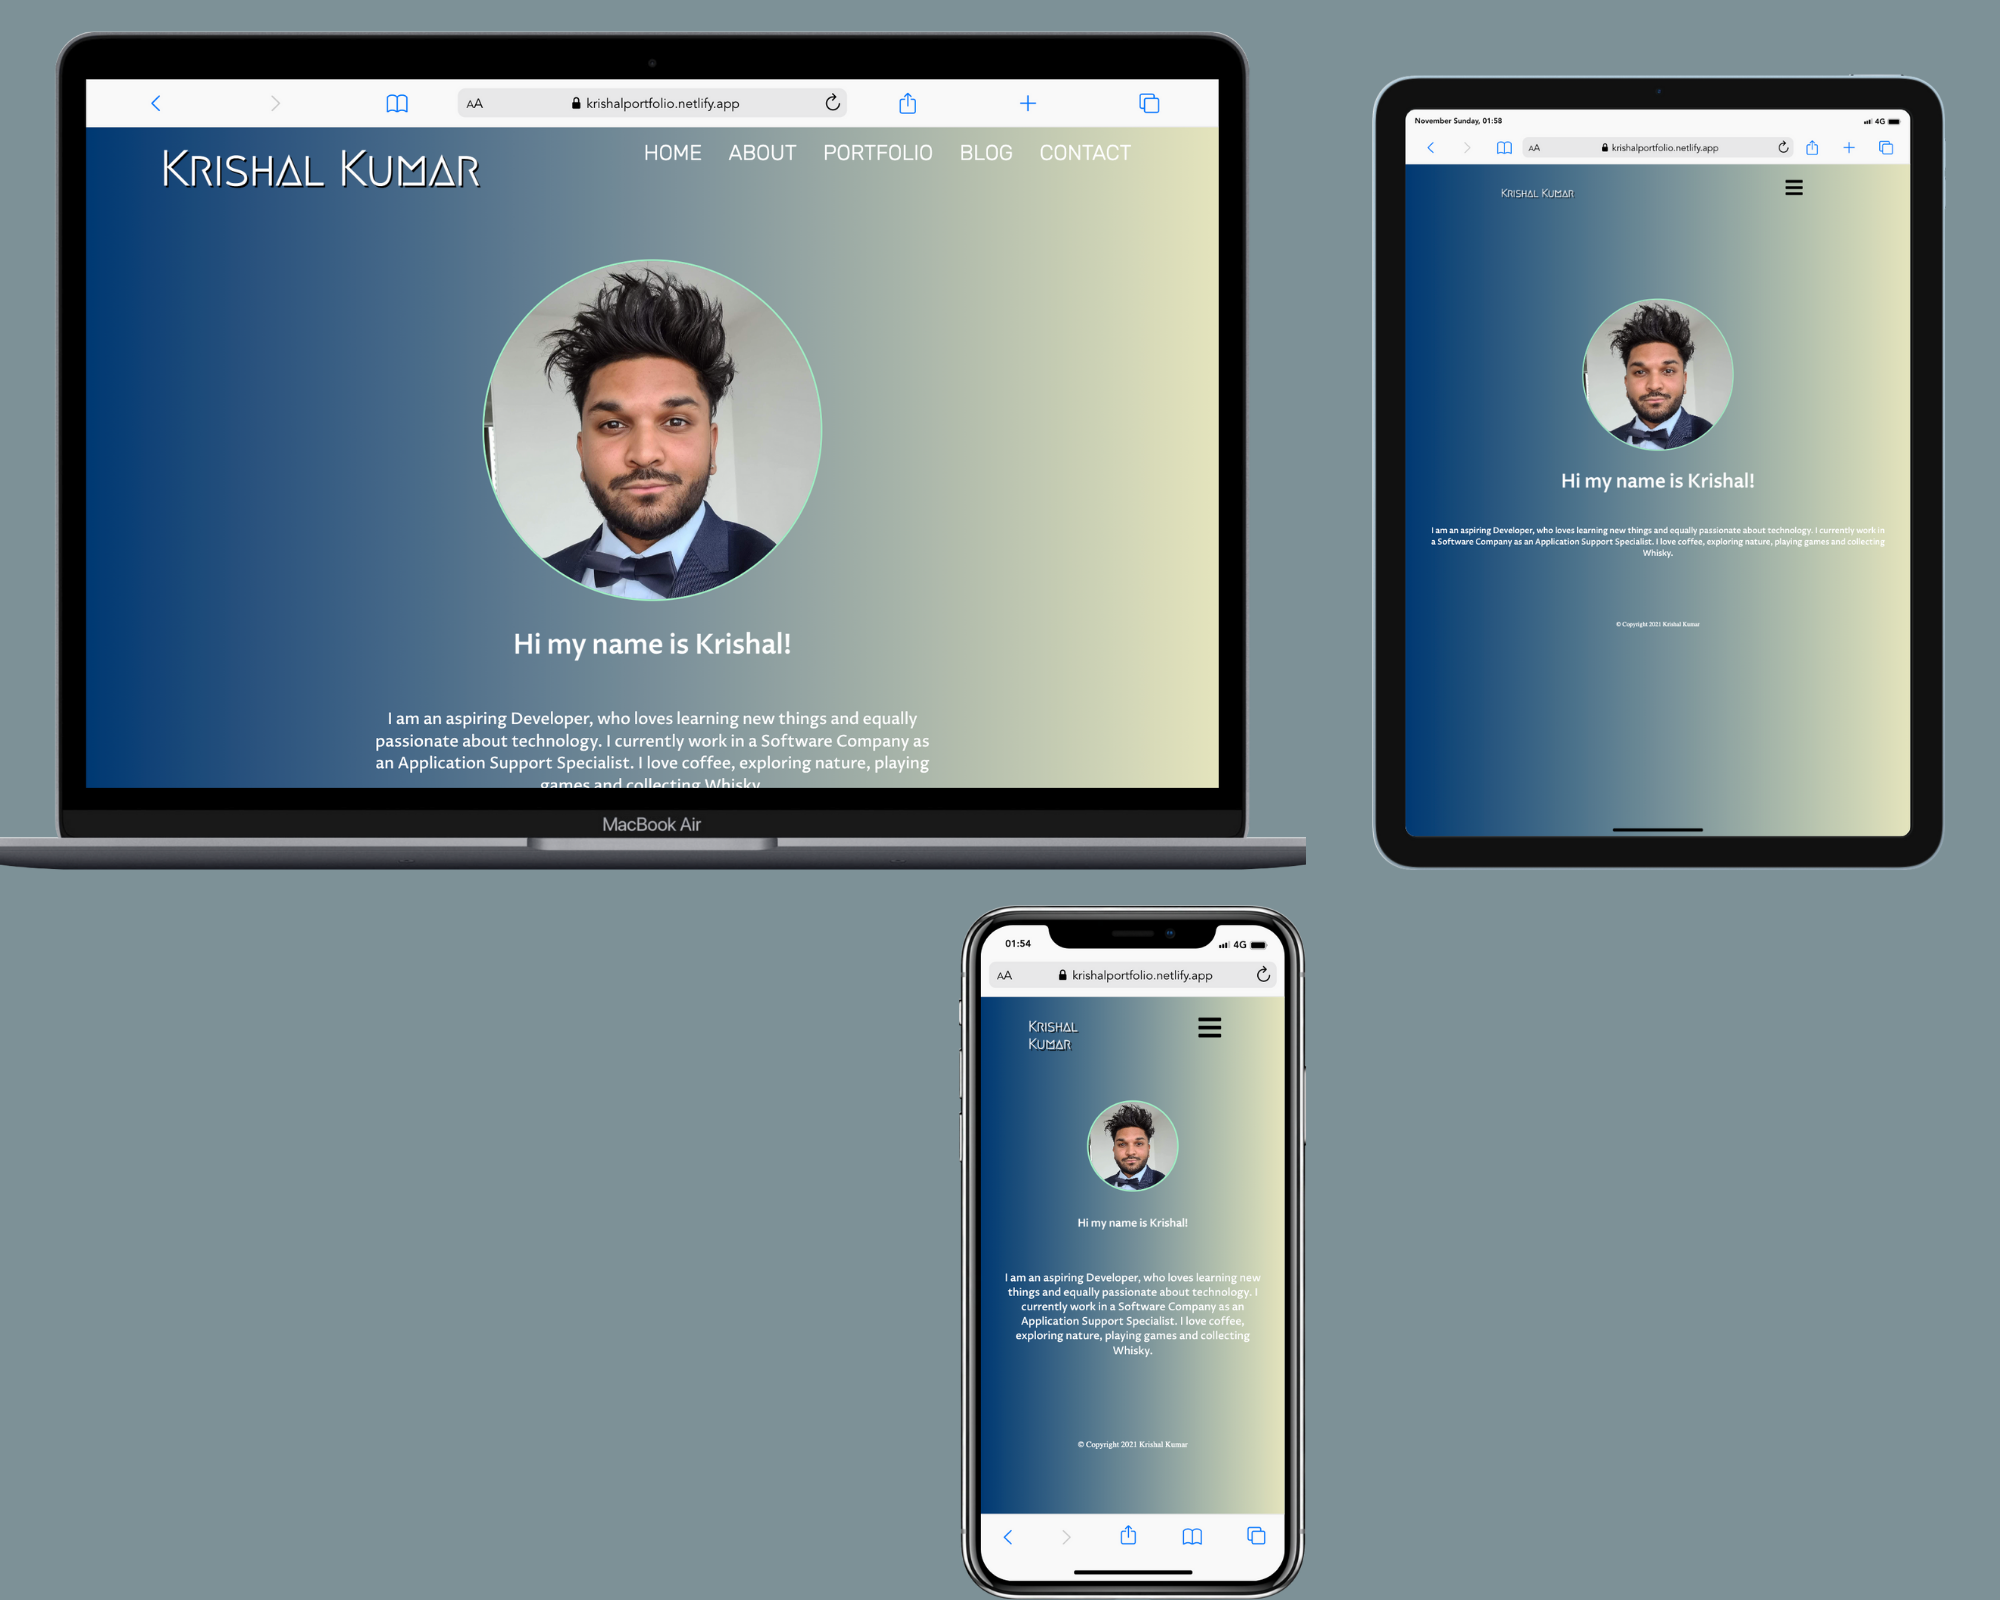 AA krishalportfolio.netlify.app
KRISHAL KUMAR
HOME ABOUT PORTFOLIO BLOG CONTACT
Hi my name is Krishal!
I am an aspiring Developer, who loves learning new things and equally
passionate about technology. I currently work in a Software Company as
an Application Support Specialist. I love coffee, exploring nature, playing
games and collecting Whisky.
MacBook Air
November Sunday, 01:58 4G
AA krishalportfolio.netlify.app
KRISHAL KUMAR
Hi my name is Krishal!
I am an aspiring Developer, who loves learning new things and equally passionate about technology. I currently work in
a Software Company as an Application Support Specialist. I love coffee, exploring nature, playing games and collecting
Whisky.
© Copyright 2021 Krishal Kumar
01:54 4G
AA krishalportfolio.netlify.app
KRISHAL
KUMAR
Hi my name is Krishal!
I am an aspiring Developer, who loves learning new
things and equally passionate about technology. I
currently work in a Software Company as an
Application Support Specialist. I love coffee,
exploring nature, playing games and collecting
Whisky.
© Copyright 2021 Krishal Kumar